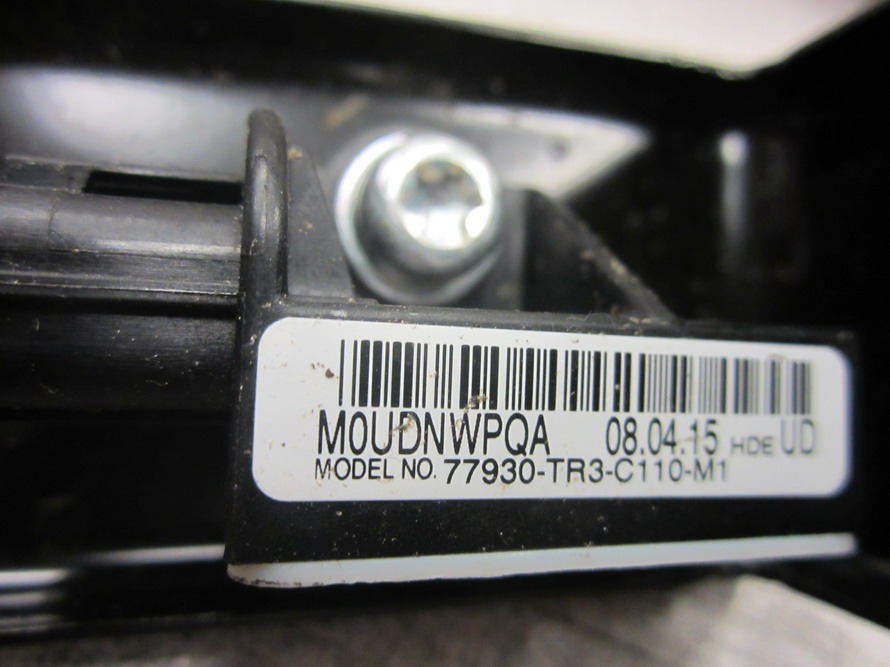 M0UDNWPQA 08.04.15 HDE UD
MODEL NO. 77930-TR3-C110-M1